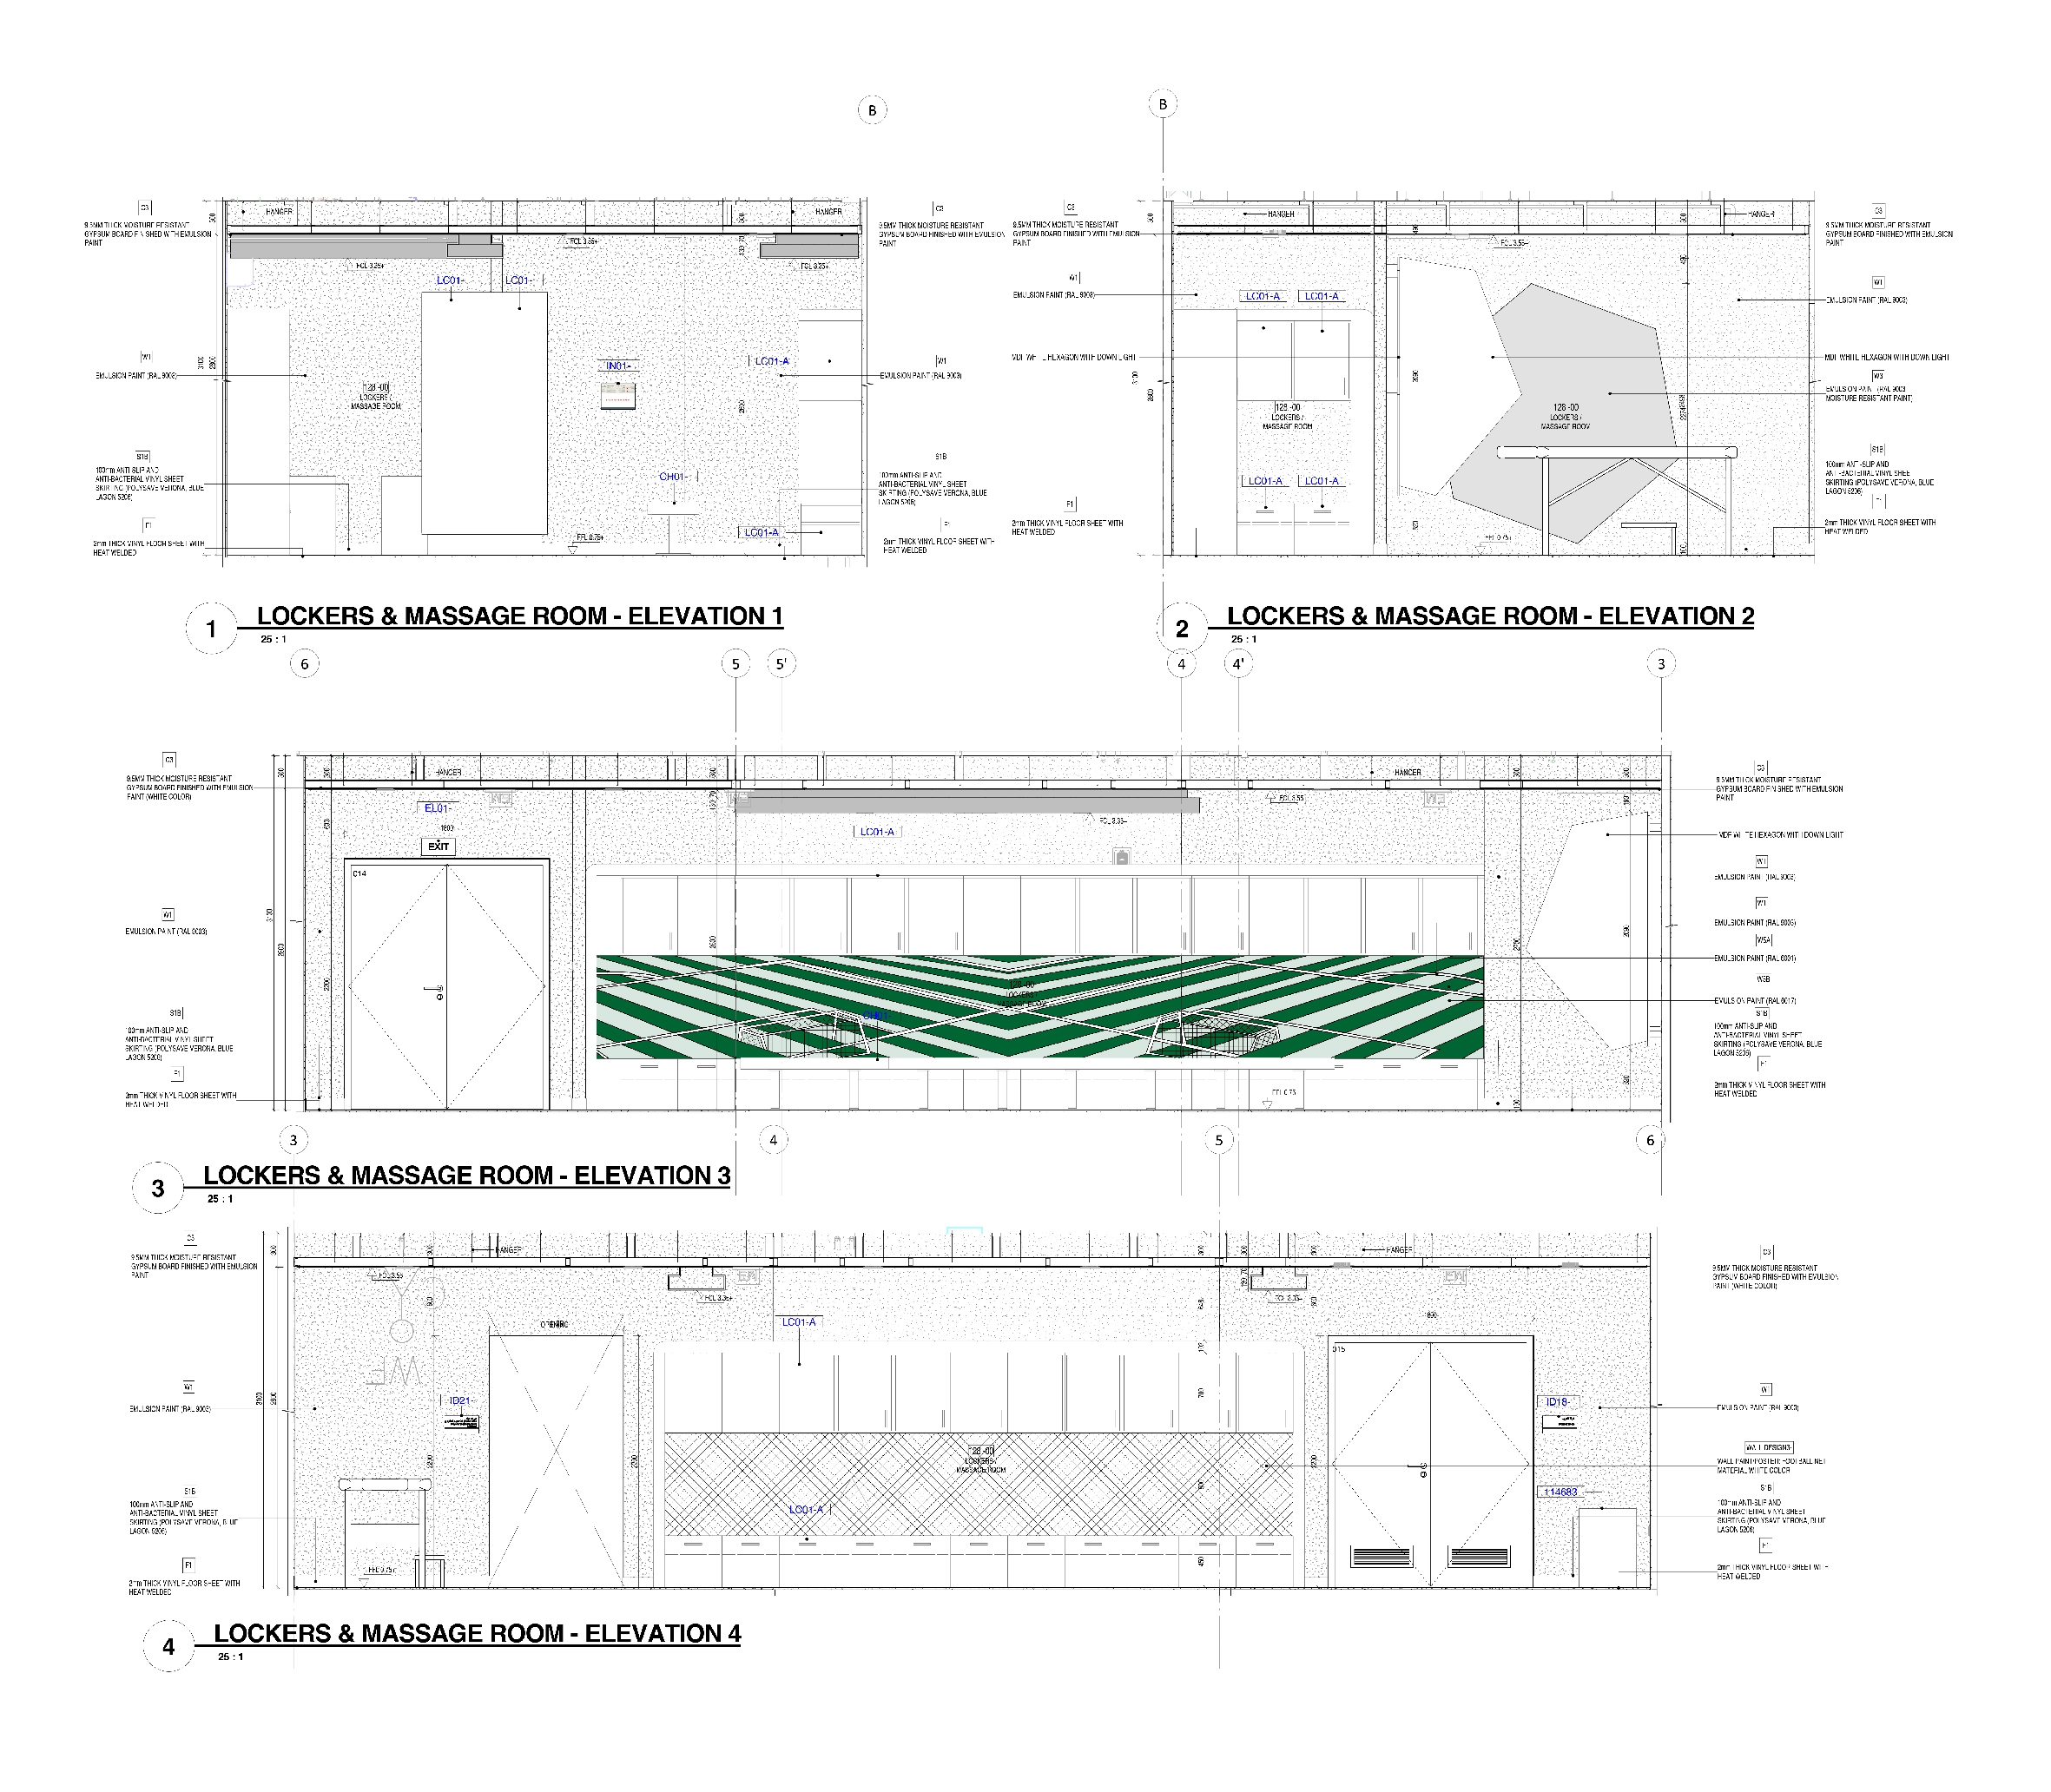 B
B
C3
9.5MM THICK MOISTURE RESISTANT
GYPSUM BOARD FINISHED WITH EMULSION
PAINT
HANGER
HANGER
300
FCL 3.35+
FCL 3.25+
LC01-
LC01-
W1
EMULSION PAINT (RAL 9003)
3100
2800
128 -00
LOCKERS /
MASSAGE ROOM
IN01-
LC01-A
CH01-
LC01-A
FFL 0.75+
S1B
100mm ANTI-SLIP AND
ANTI-BACTERIAL VINYL SHEET
SKIRTING (POLYSAVE VERONA, BLUE
LAGON 5206)
F1
2mm THICK VINYL FLOOR SHEET WITH
HEAT WELDED
C3
9.5MM THICK MOISTURE RESISTANT
GYPSUM BOARD FINISHED WITH EMULSION
PAINT
W1
EMULSION PAINT (RAL 9003)
S1B
100mm ANTI-SLIP AND
ANTI-BACTERIAL VINYL SHEET
SKIRTING (POLYSAVE VERONA, BLUE
LAGON 5206)
F1
2mm THICK VINYL FLOOR SHEET WITH
HEAT WELDED
1
LOCKERS & MASSAGE ROOM - ELEVATION 1
25 : 1
C3
9.5MM THICK MOISTURE RESISTANT
GYPSUM BOARD FINISHED WITH EMULSION
PAINT
W1
EMULSION PAINT (RAL 9003)
MDF WHITE HEXAGON WITH DOWN LIGHT
F1
2mm THICK VINYL FLOOR SHEET WITH
HEAT WELDED
HANGER
HANGER
FCL 3.55+
LC01-A
LC01-A
128 -00
LOCKERS /
MASSAGE ROOM
LC01-A
LC01-A
128 -00
LOCKERS /
MASSAGE ROOM
FFL 0.75+
C3
9.5MM THICK MOISTURE RESISTANT
GYPSUM BOARD FINISHED WITH EMULSION
PAINT
W1
EMULSION PAINT (RAL 9003)
MDF WHITE HEXAGON WITH DOWN LIGHT
W3
EMULSION PAINT (RAL 9003
MOISTURE RESISTANT PAINT)
S1B
100mm ANTI-SLIP AND
ANTI-BACTERIAL VINYL SHEET
SKIRTING (POLYSAVE VERONA, BLUE
LAGON 5206)
F1
2mm THICK VINYL FLOOR SHEET WITH
HEAT WELDED
2
LOCKERS & MASSAGE ROOM - ELEVATION 2
25 : 1
6
5
5'
4
4'
3
C3
9.5MM THICK MOISTURE RESISTANT
GYPSUM BOARD FINISHED WITH EMULSION
PAINT (WHITE COLOR)
W1
EMULSION PAINT (RAL 9003)
S1B
100mm ANTI-SLIP AND
ANTI-BACTERIAL VINYL SHEET
SKIRTING (POLYSAVE VERONA, BLUE
LAGON 5206)
F1
2mm THICK VINYL FLOOR SHEET WITH
HEAT WELDED
HANGER
HANGER
EL01-
1800
EXIT
C14
LC01-A
FCL 3.35+
FCL 3.55
128 -00
LOCKERS /
MASSAGE ROOM
CH01-
FFL 0.75
C3
9.5MM THICK MOISTURE RESISTANT
GYPSUM BOARD FINISHED WITH EMULSION
PAINT
MDF WHITE HEXAGON WITH DOWN LIGHT
W1
EMULSION PAINT (RAL 9003)
W1
EMULSION PAINT (RAL 9003)
W5A
EMULSION PAINT (RAL 6001)
W5B
EMULSION PAINT (RAL 6017)
S1B
100mm ANTI-SLIP AND
ANTI-BACTERIAL VINYL SHEET
SKIRTING (POLYSAVE VERONA, BLUE
LAGON 5206)
F1
2mm THICK VINYL FLOOR SHEET WITH
HEAT WELDED
3
4
5
6
3
LOCKERS & MASSAGE ROOM - ELEVATION 3
25 : 1
C3
9.5MM THICK MOISTURE RESISTANT
GYPSUM BOARD FINISHED WITH EMULSION
PAINT
W1
EMULSION PAINT (RAL 9003)
S1B
100mm ANTI-SLIP AND
ANTI-BACTERIAL VINYL SHEET
SKIRTING (POLYSAVE VERONA, BLUE
LAGON 5206)
F1
2mm THICK VINYL FLOOR SHEET WITH
HEAT WELDED
HANGER
HANGER
FCL 3.55
FCL 3.35+
FCL 3.35+
OPENING
LC01-A
ID21-
128 -00
LOCKERS /
MASSAGE ROOM
LC01-A
FFL 0.75+
ID18-
114683
C3
9.5MM THICK MOISTURE RESISTANT
GYPSUM BOARD FINISHED WITH EMULSION
PAINT (WHITE COLOR)
EMULSION PAINT (RAL 9003)
WALL DESIGN3-
WALL PAINT/POSTER FOOTBALL NET
MATERIAL WHITE COLOR
S1B
100mm ANTI-SLIP AND
ANTI-BACTERIAL VINYL SHEET
SKIRTING (POLYSAVE VERONA, BLUE
LAGON 5206)
F1
2mm THICK VINYL FLOOR SHEET WITH
HEAT WELDED
4
LOCKERS & MASSAGE ROOM - ELEVATION 4
25 : 1